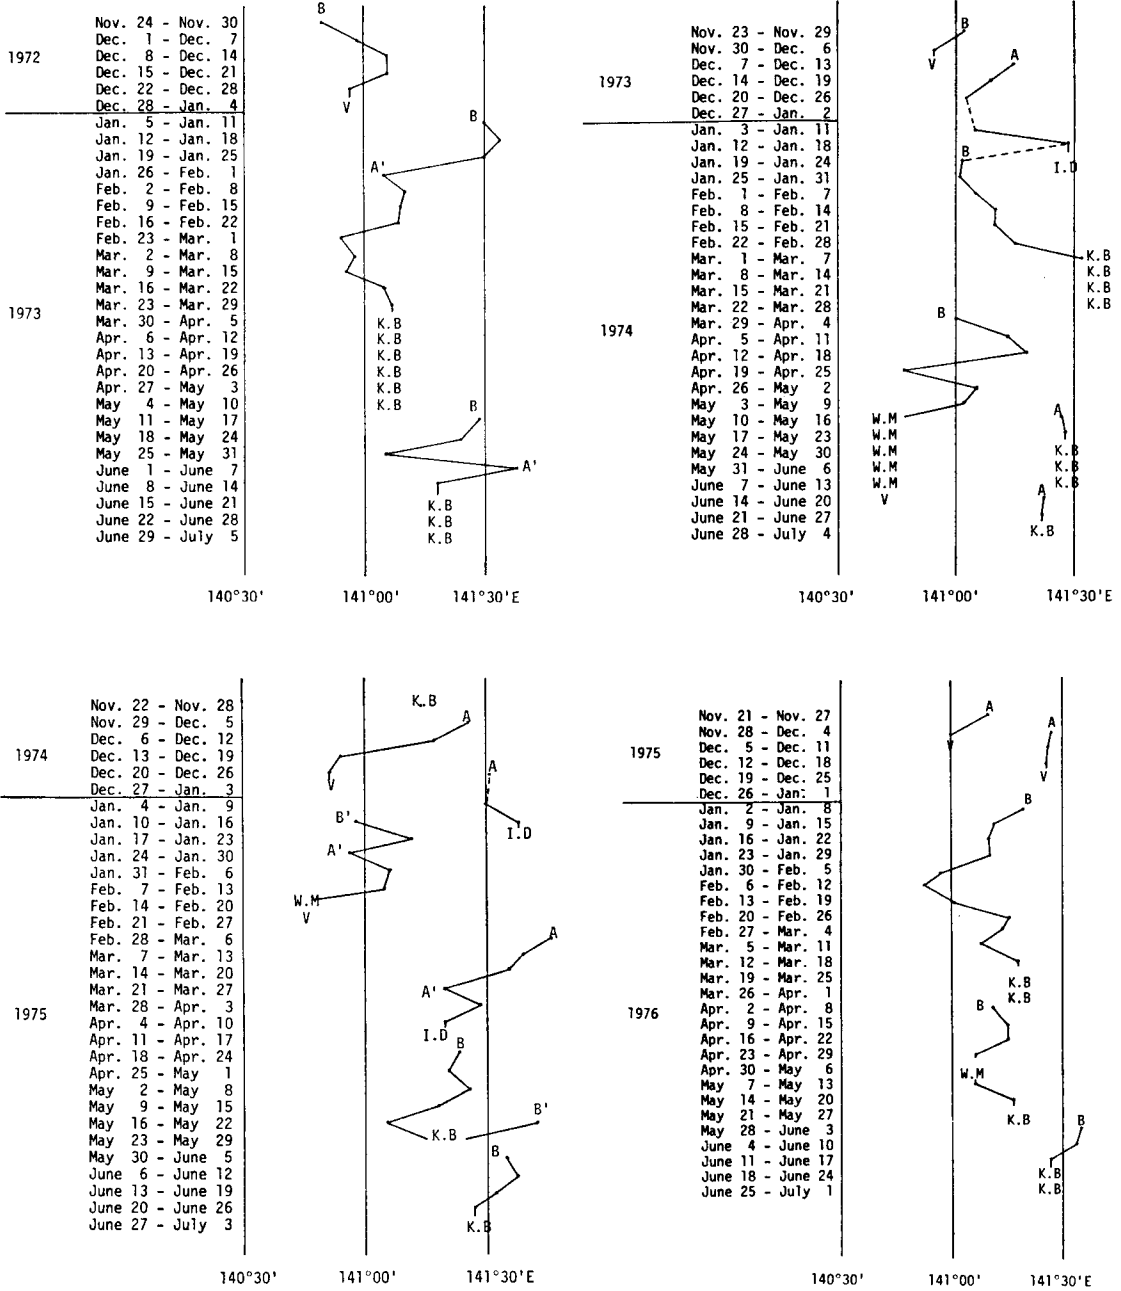 B
Nov. 24 - Nov. 30
Dec. 1 - Dec. 7
1972 Dec. 8 - Dec. 14
Dec. 15 - Dec. 21
Dec. 22 - Dec. 28
Dec. 28 - Jan. 4 V
Jan. 5 - Jan. 11 B
Jan. 12 - Jan. 18
Jan. 19 - Jan. 25
Jan. 26 - Feb. 1 A'
Feb. 2 - Feb. 8
Feb. 9 - Feb. 15
Feb. 16 - Feb. 22
Feb. 23 - Mar. 1
Mar. 2 - Mar. 8
Mar. 9 - Mar. 15
Mar. 16 - Mar. 22
1973 Mar. 23 - Mar. 29
Mar. 30 - Apr. 5 K.B
Apr. 6 - Apr. 12 K.B
Apr. 13 - Apr. 19 K.B
Apr. 20 - Apr. 26 K.B
Apr. 27 - May 3 K.B
May 4 - May 10 K.B B
May 11 - May 17
May 18 - May 24
May 25 - May 31
June 1 - June 7 A'
June 8 - June 14
June 15 - June 21 K.B
June 22 - June 28 K.B
June 29 - July 5 K.B
140°30' 141°00' 141°30'E
B
Nov. 23 - Nov. 29
Nov. 30 - Dec. 6 A
Dec. 7 - Dec. 13 V
1973 Dec. 14 - Dec. 19
Dec. 20 - Dec. 26
Dec. 27 - Jan. 2
Jan. 3 - Jan. 11
Jan. 12 - Jan. 18 B
Jan. 19 - Jan. 24 I.D
Jan. 25 - Jan. 31
Feb. 1 - Feb. 7
Feb. 8 - Feb. 14
Feb. 15 - Feb. 21
Feb. 22 - Feb. 28
Mar. 1 - Mar. 7 K.B
Mar. 8 - Mar. 14 K.B
Mar. 15 - Mar. 21 K.B
Mar. 22 - Mar. 28 K.B
1974 Mar. 29 - Apr. 4 B
Apr. 5 - Apr. 11
Apr. 12 - Apr. 18
Apr. 19 - Apr. 25
Apr. 26 - May 2
May 3 - May 9 A
May 10 - May 16 W.M
May 17 - May 23 W.M
May 24 - May 30 W.M K.B
May 31 - June 6 W.M K.B
June 7 - June 13 W.M K.B
June 14 - June 20 V A
June 21 - June 27
June 28 - July 4 K.B
140°30' 141°00' 141°30'E
K.B
Nov. 22 - Nov. 28
Nov. 29 - Dec. 5 A
Dec. 6 - Dec. 12
1974 Dec. 13 - Dec. 19
Dec. 20 - Dec. 26 A
Dec. 27 - Jan. 3 V
Jan. 4 - Jan. 9
Jan. 10 - Jan. 16 B'
Jan. 17 - Jan. 23 I.D
Jan. 24 - Jan. 30 A'
Jan. 31 - Feb. 6
Feb. 7 - Feb. 13
Feb. 14 - Feb. 20 W.M
Feb. 21 - Feb. 27 V
Feb. 28 - Mar. 6 A
Mar. 7 - Mar. 13
Mar. 14 - Mar. 20
Mar. 21 - Mar. 27 A'
Mar. 28 - Apr. 3
1975 Apr. 4 - Apr. 10
Apr. 11 - Apr. 17 I.D B
Apr. 18 - Apr. 24
Apr. 25 - May 1
May 2 - May 8
May 9 - May 15 B'
May 16 - May 22
May 23 - May 29 K.B
May 30 - June 5 B
June 6 - June 12
June 13 - June 19
June 20 - June 26
June 27 - July 3 K.B
140°30' 141°00' 141°30'E
A
Nov. 21 - Nov. 27
Nov. 28 - Dec. 4 A
1975 Dec. 5 - Dec. 11 V
Dec. 12 - Dec. 18
Dec. 19 - Dec. 25 V
Dec. 26 - Jan. 1
Jan. 2 - Jan. 8 B
Jan. 9 - Jan. 15
Jan. 16 - Jan. 22
Jan. 23 - Jan. 29
Jan. 30 - Feb. 5
Feb. 6 - Feb. 12
Feb. 13 - Feb. 19
Feb. 20 - Feb. 26
Feb. 27 - Mar. 4
Mar. 5 - Mar. 11
Mar. 12 - Mar. 18
Mar. 19 - Mar. 25 K.B
Mar. 26 - Apr. 1 K.B
1976 Apr. 2 - Apr. 8 B
Apr. 9 - Apr. 15
Apr. 16 - Apr. 22
Apr. 23 - Apr. 29
Apr. 30 - May 6 W.M
May 7 - May 13
May 14 - May 20
May 21 - May 27 K.B B
May 28 - June 3
June 4 - June 10
June 11 - June 17
June 18 - June 24 K.B
June 25 - July 1 K.B
140°30' 141°00' 141°30'E